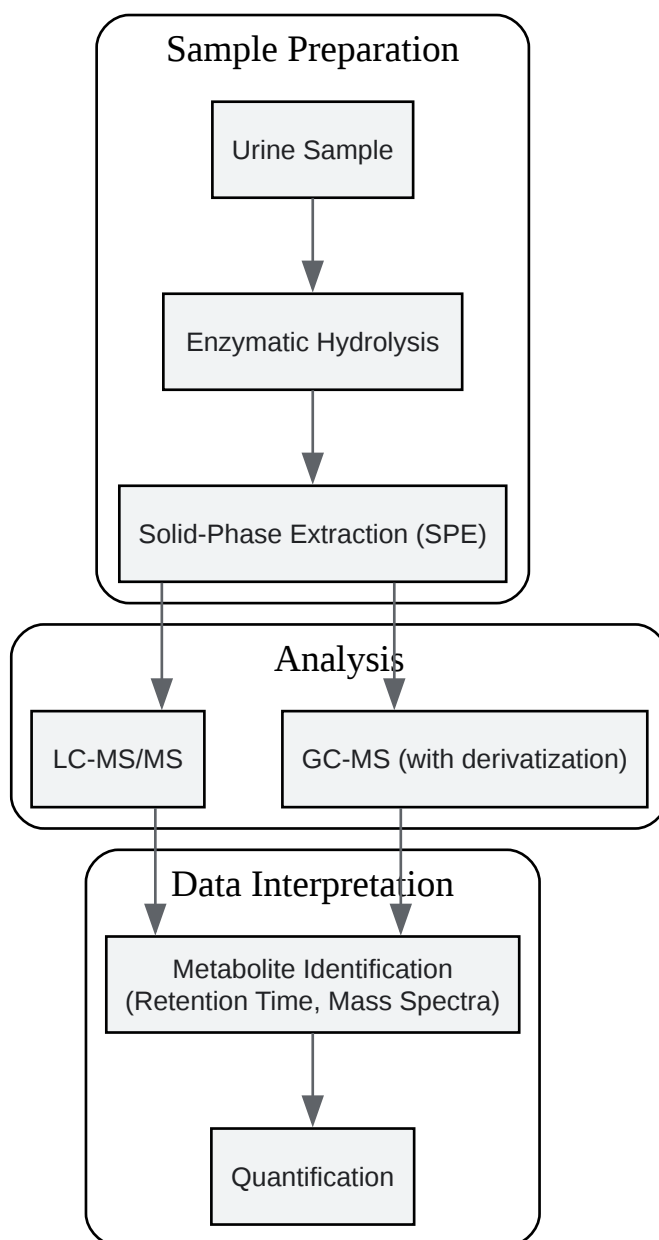 Sample Preparation
Urine Sample
Enzymatic Hydrolysis
Solid-Phase Extraction (SPE)
Analysis
LC-MS/MS
GC-MS (with derivatization)
Data Interpretation
Metabolite Identification
(Retention Time, Mass Spectra)
Quantification